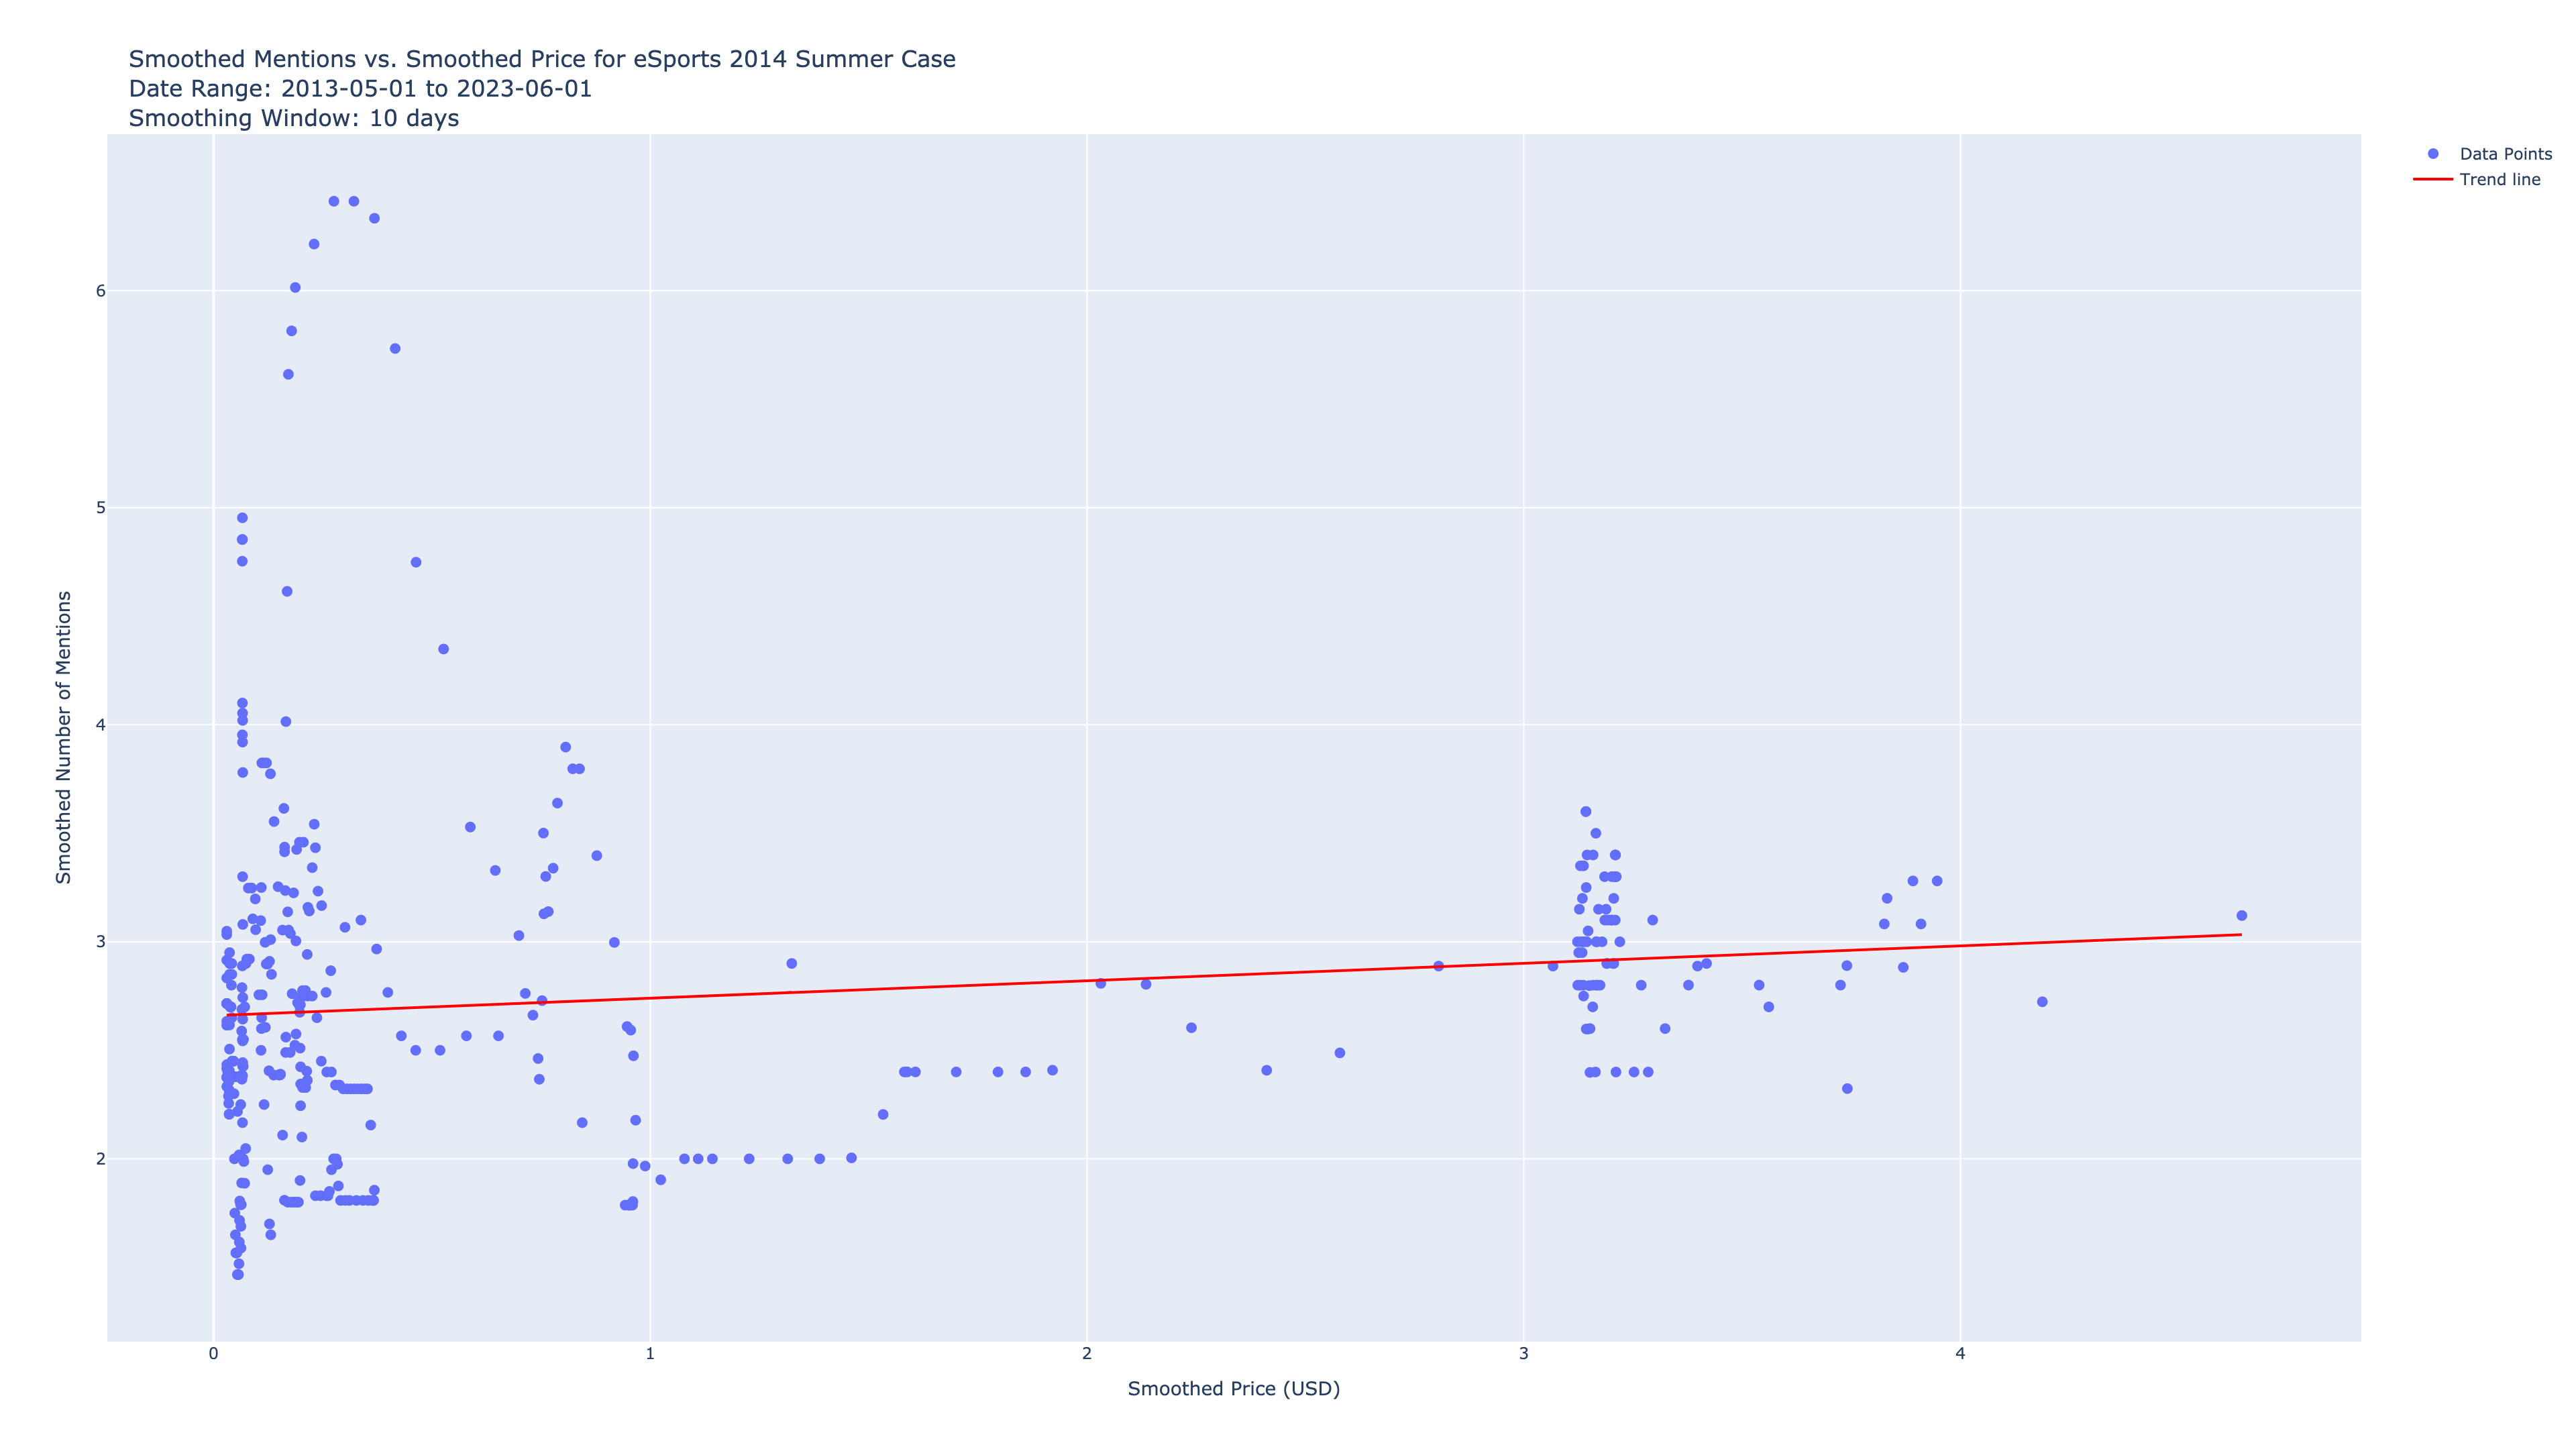 Smoothed Mentions vs. Smoothed Price for eSports 2014 Summer Case
Date Range: 2013-05-01 to 2023-06-01
Smoothing Window: 10 days
Data Points
Trend line
Smoothed Number of Mentions
6
5
4
3
2
0 1 2 3 4
Smoothed Price (USD)